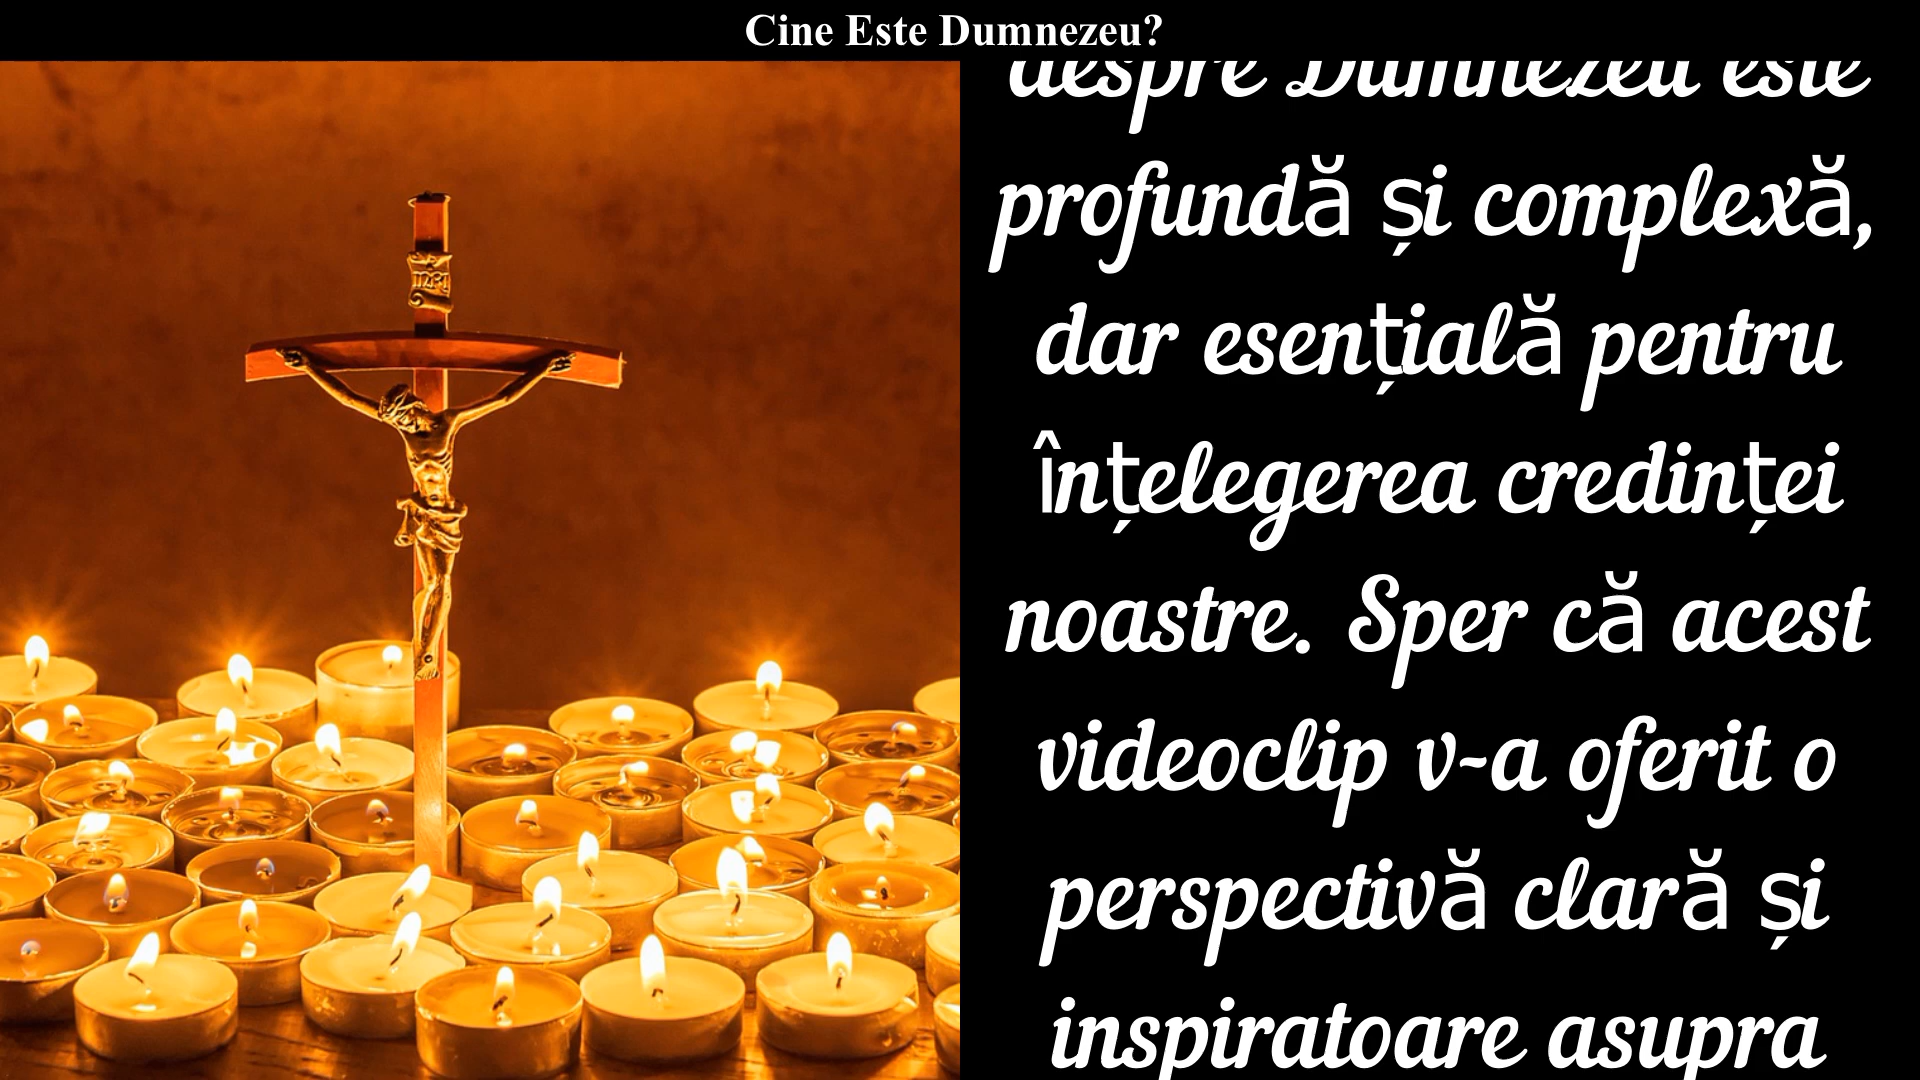 Cine Este Dumnezeu?
despre Dumnezeu este
profundă și complexă,
dar esențială pentru
înțelegerea credinței
noastre. Sper că acest
videoclip v-a oferit o
perspectivă clară și
inspiratoare asupra